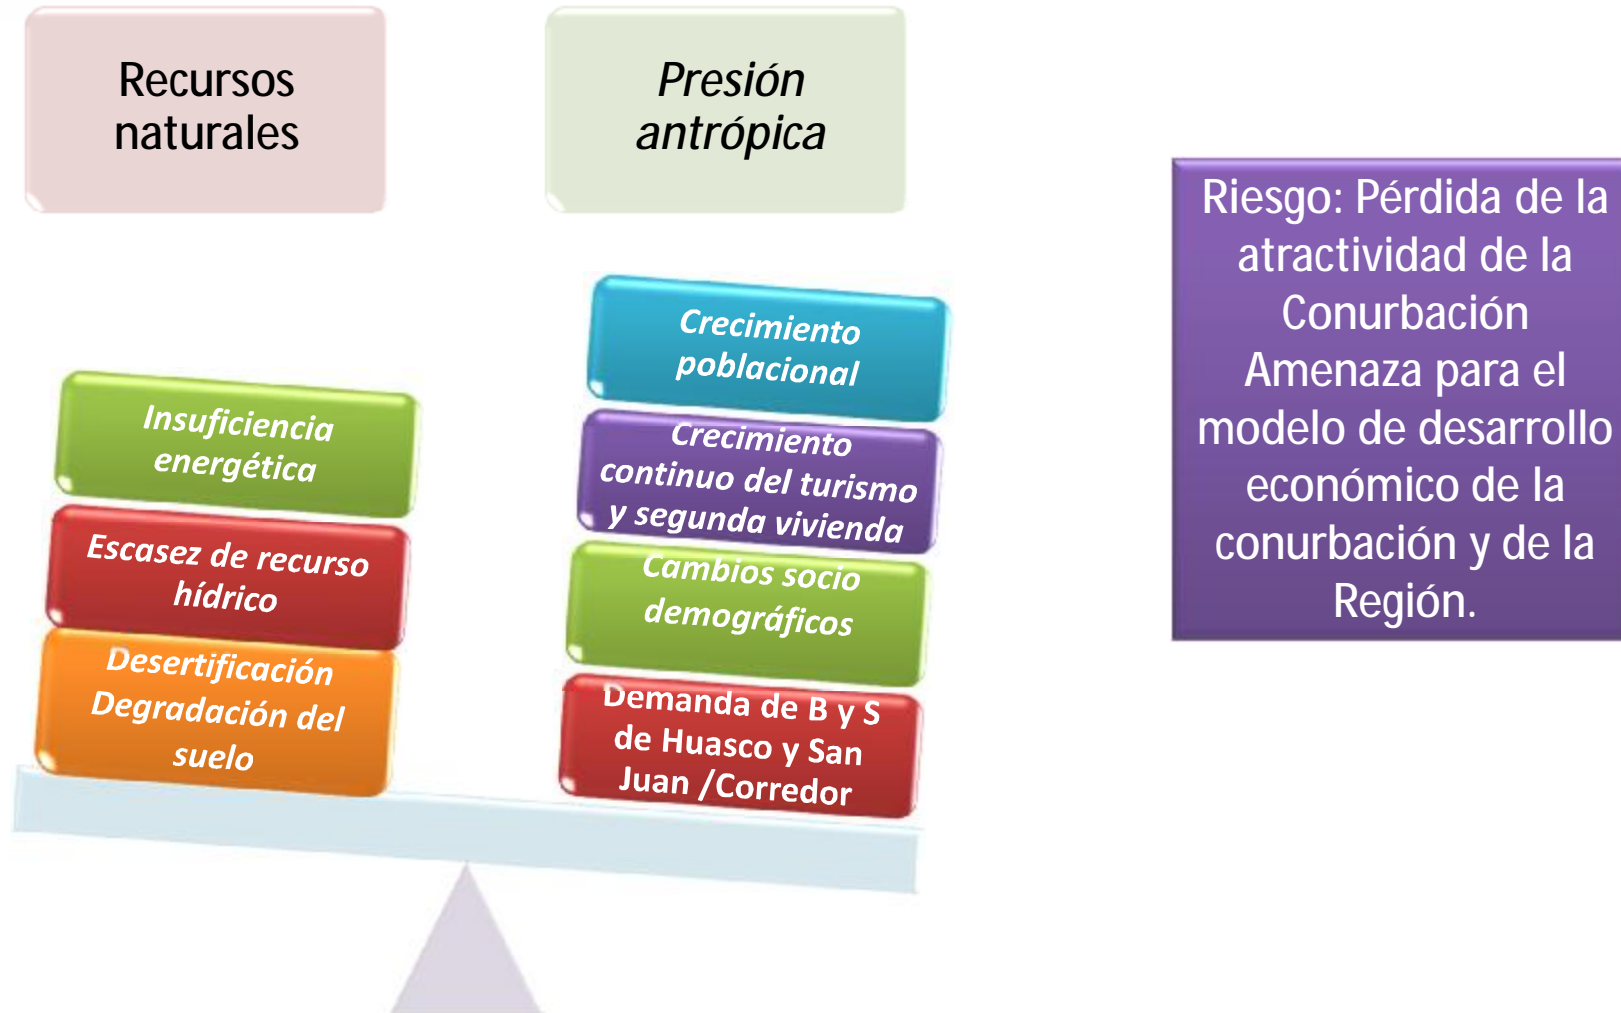 Recursos
naturales
Presión
antrópica
Insuficiencia
energética
Escasez de recurso
hídrico
Desertificación
Degradación del
suelo
Crecimiento
poblacional
Crecimiento
continuo del turismo
y segunda vivienda
Cambios socio
demográficos
Demanda de B y S
de Huasco y San
Juan /Corredor
Riesgo: Pérdida de la
atractividad de la
Conurbación
Amenaza para el
modelo de desarrollo
económico de la
conurbación y de la
Región.